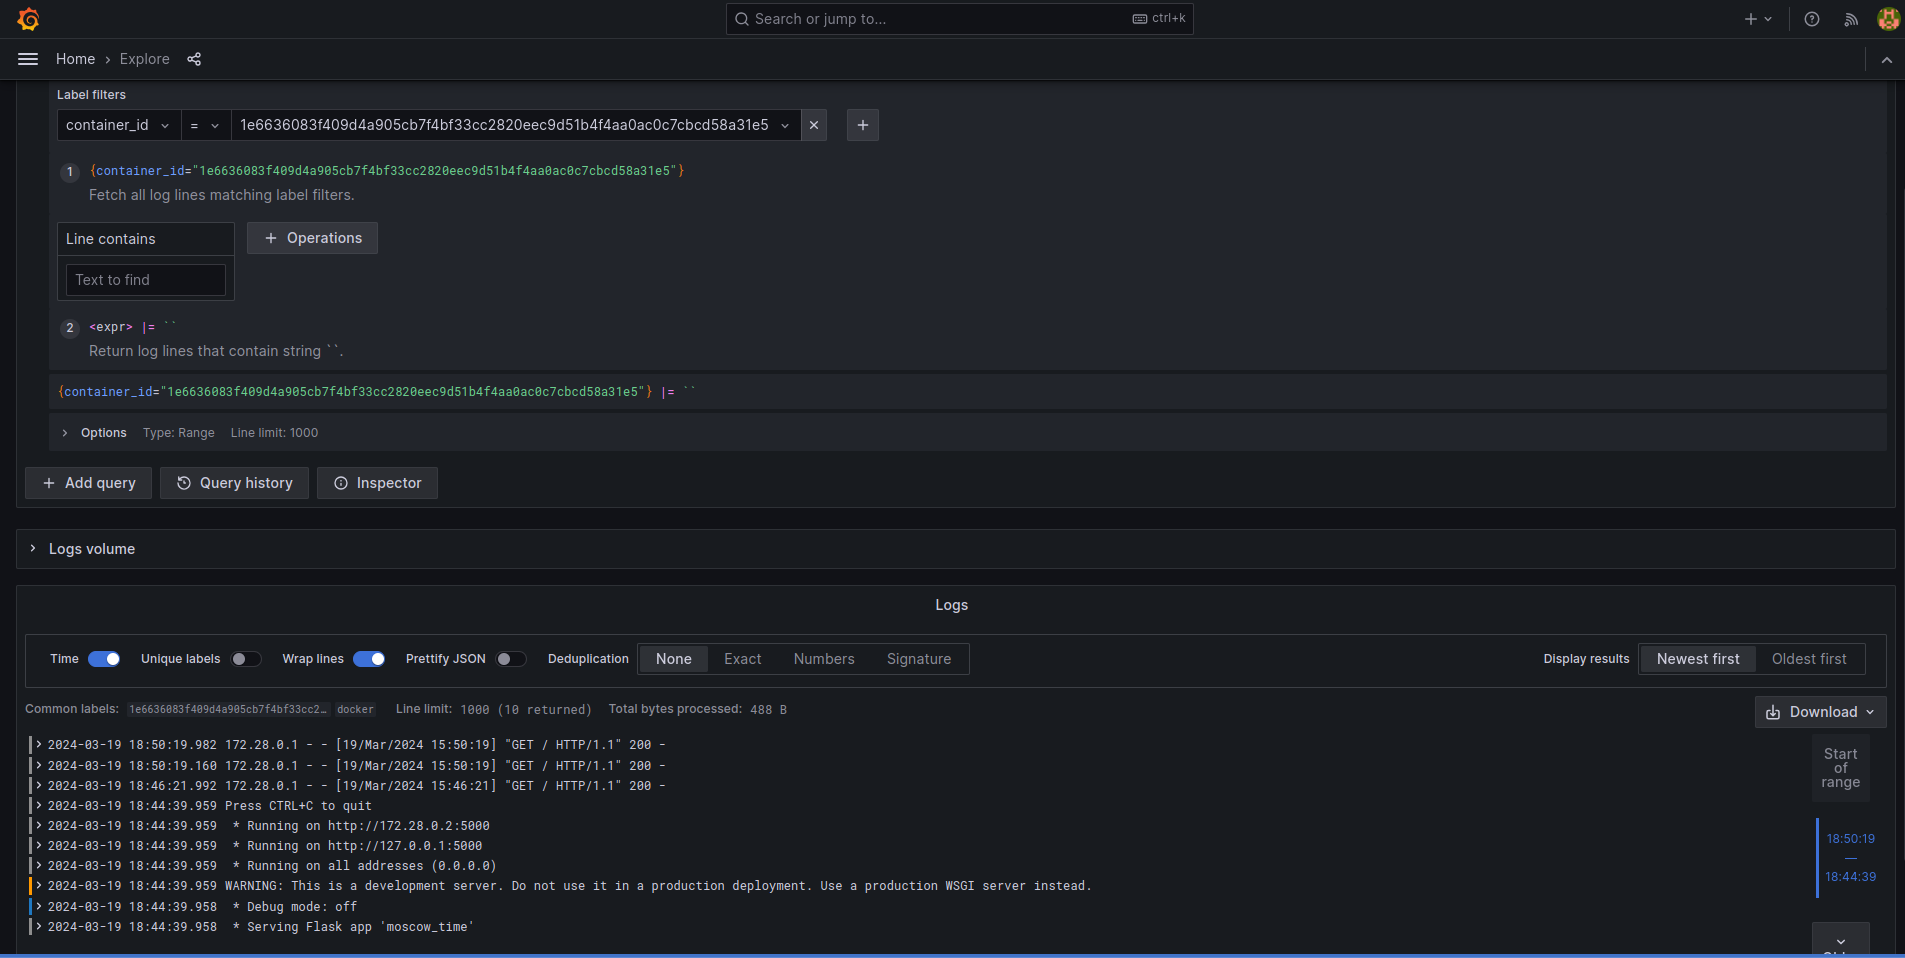 Search or jump to...
ctrl+k
Home › Explore
Label filters
container_id = 1e6636083f409d4a905cb7f4bf33cc2820eec9d51b4f4aa0ac0c7cbcd58a31e5
1 {container_id="1e6636083f409d4a905cb7f4bf33cc2820eec9d51b4f4aa0ac0c7cbcd58a31e5"}
Fetch all log lines matching label filters.
Line contains
+ Operations
Text to find
2 <expr> |= ``
Return log lines that contain string ``.
{container_id="1e6636083f409d4a905cb7f4bf33cc2820eec9d51b4f4aa0ac0c7cbcd58a31e5"} |= ``
Options Type: Range Line limit: 1000
+ Add query Query history Inspector
Logs volume
Logs
Time Unique labels Wrap lines Prettify JSON Deduplication None Exact Numbers Signature Display results Newest first Oldest first
Common labels: 1e6636083f409d4a905cb7f4bf33cc2… docker Line limit: 1000 (10 returned) Total bytes processed: 488 B
Download
2024-03-19 18:50:19.982 172.28.0.1 - - [19/Mar/2024 15:50:19] "GET / HTTP/1.1" 200 -
2024-03-19 18:50:19.160 172.28.0.1 - - [19/Mar/2024 15:50:19] "GET / HTTP/1.1" 200 -
2024-03-19 18:46:21.992 172.28.0.1 - - [19/Mar/2024 15:46:21] "GET / HTTP/1.1" 200 -
2024-03-19 18:44:39.959 Press CTRL+C to quit
2024-03-19 18:44:39.959 * Running on http://172.28.0.2:5000
2024-03-19 18:44:39.959 * Running on http://127.0.0.1:5000
2024-03-19 18:44:39.959 * Running on all addresses (0.0.0.0)
2024-03-19 18:44:39.959 WARNING: This is a development server. Do not use it in a production deployment. Use a production WSGI server instead.
2024-03-19 18:44:39.958 * Debug mode: off
2024-03-19 18:44:39.958 * Serving Flask app 'moscow_time'
Start
of
range
18:50:19
—
18:44:39